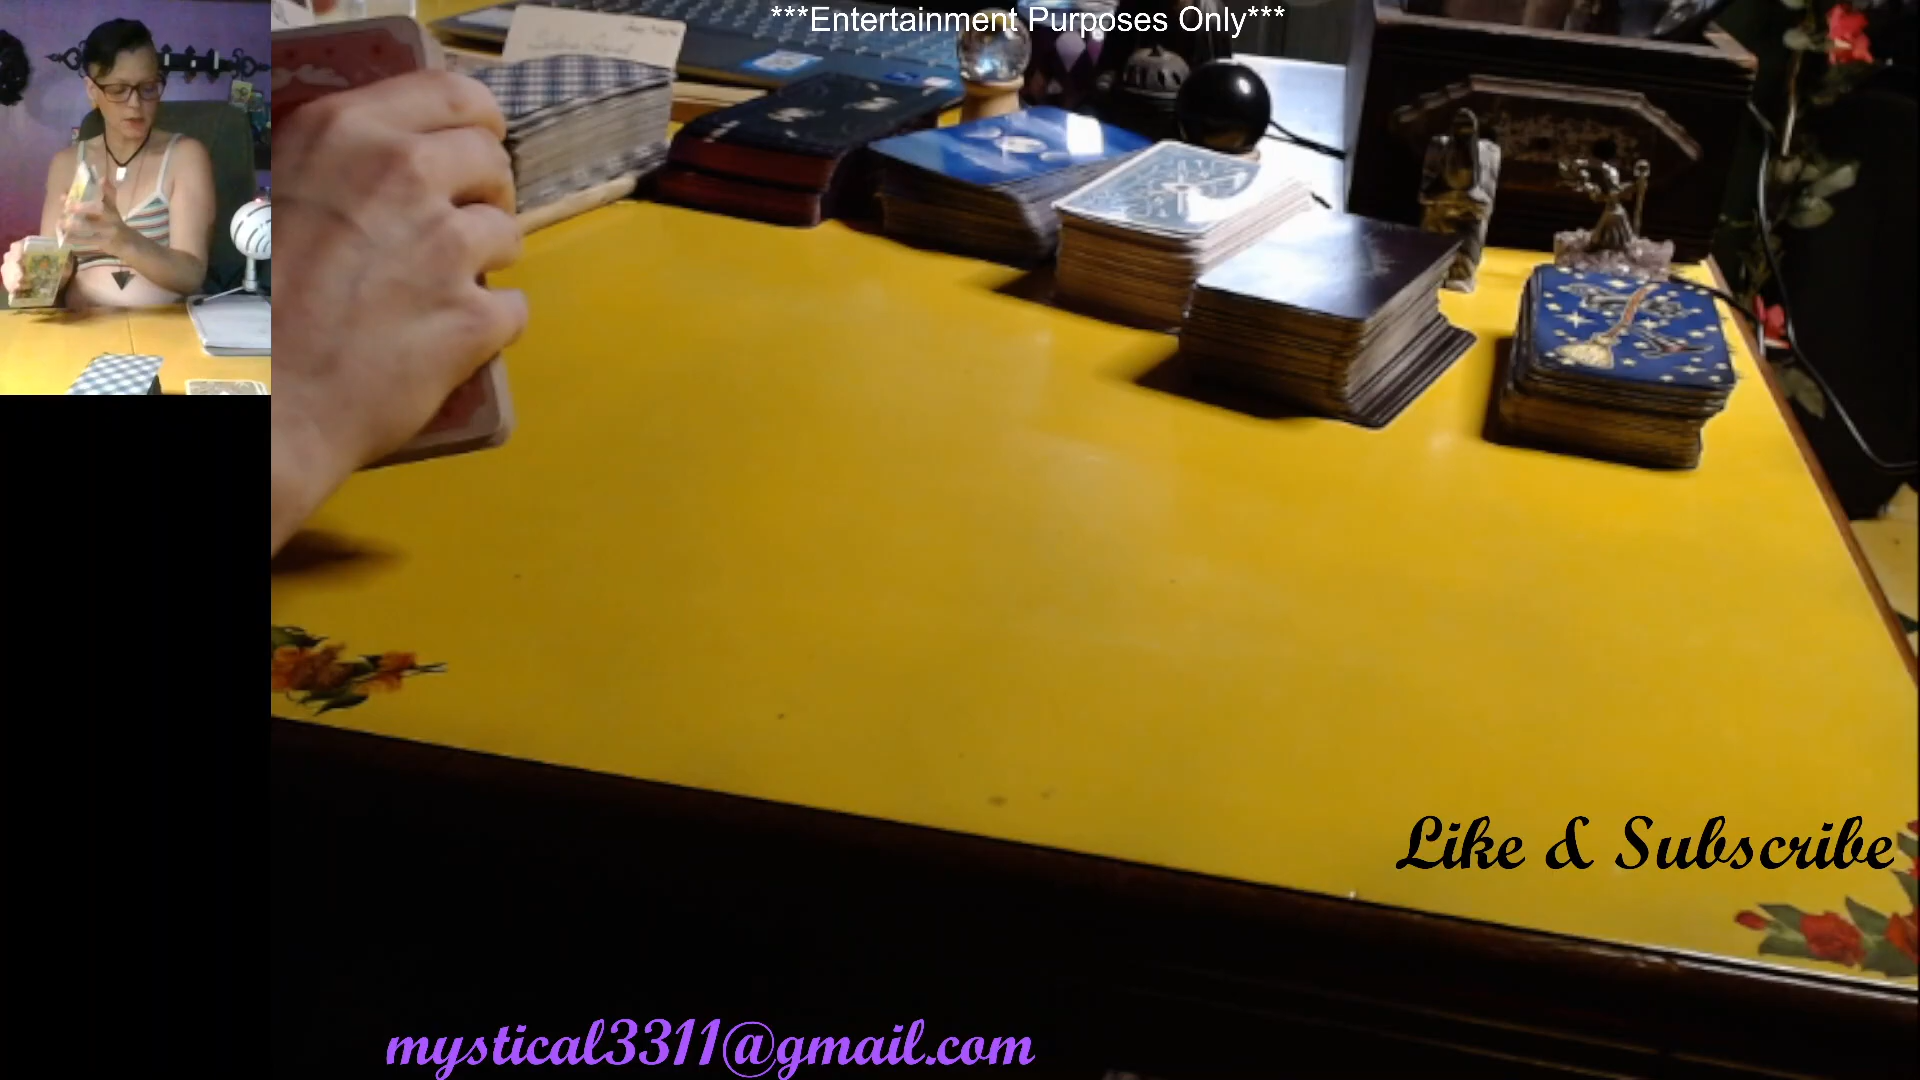 ***Entertainment Purposes Only***
Like & Subscribe
mystical3311@gmail.com